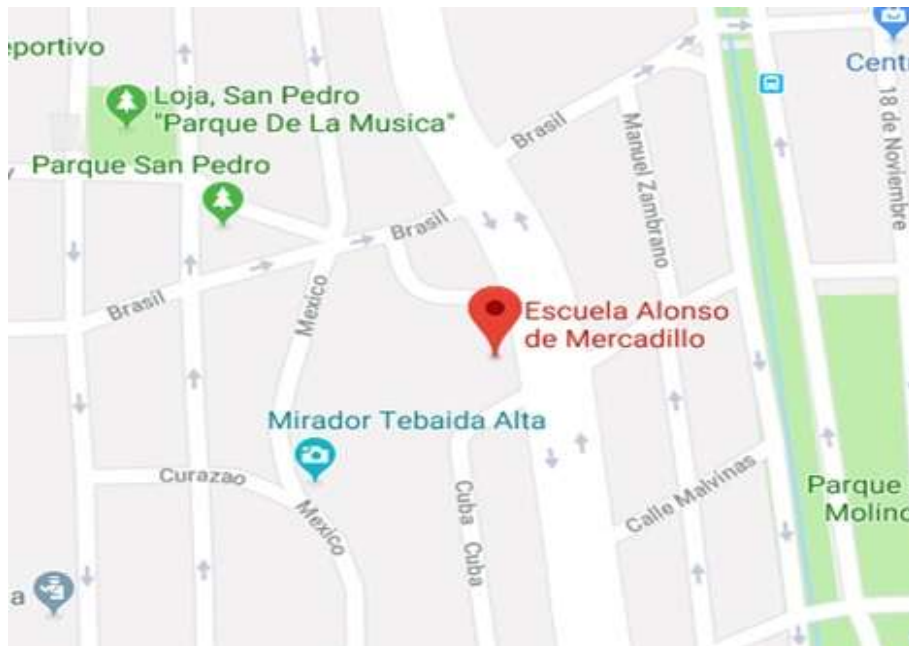 eportivo
Loja, San Pedro
"Parque De La Musica"
Parque San Pedro
Brasil
Brasil
Brasil
Manuel Zambrano
Centr
18 de Noviembre
Mexico
Escuela Alonso
de Mercadillo
Mirador Tebaida Alta
Curazao
Mexico
Cuba
Cuba
Calle Malvinas
Parque
Molino
a